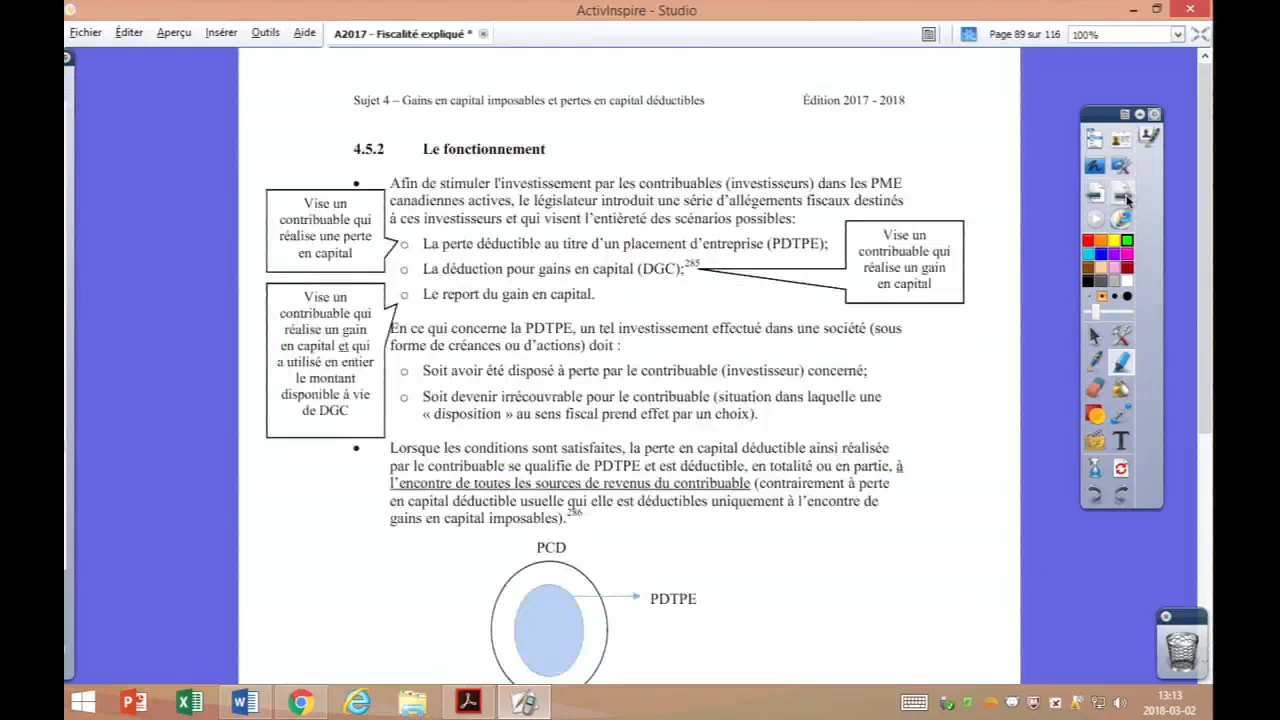 ActivInspire - Studio
Fichier Éditer Aperçu Insérer Outils Aide A2017 - Fiscalité expliqué * Page 89 sur 116 100%
Sujet 4 – Gains en capital imposables et pertes en capital déductibles Édition 2017 - 2018
4.5.2 Le fonctionnement
• Afin de stimuler l'investissement par les contribuables (investisseurs) dans les PME
canadiennes actives, le législateur introduit une série d’allégements fiscaux destinés
à ces investisseurs et qui visent l’entièreté des scénarios possibles:
Vise un
contribuable qui
réalise une perte
en capital
o La perte déductible au titre d’un placement d’entreprise (PDTPE);
o La déduction pour gains en capital (DGC);285
o Le report du gain en capital.
Vise un
contribuable qui
réalise un gain
en capital
Vise un
contribuable qui
réalise un gain
en capital et qui
a utilisé en entier
le montant
disponible à vie
de DGC
En ce qui concerne la PDTPE, un tel investissement effectué dans une société (sous
forme de créances ou d’actions) doit :
o Soit avoir été disposé à perte par le contribuable (investisseur) concerné;
o Soit devenir irrécouvrable pour le contribuable (situation dans laquelle une
« disposition » au sens fiscal prend effet par un choix).
• Lorsque les conditions sont satisfaites, la perte en capital déductible ainsi réalisée
par le contribuable se qualifie de PDTPE et est déductible, en totalité ou en partie, à
l’encontre de toutes les sources de revenus du contribuable (contrairement à perte
en capital déductible usuelle qui elle est déductibles uniquement à l’encontre de
gains en capital imposables).286
PCD
PDTPE
13:13
2018-03-02